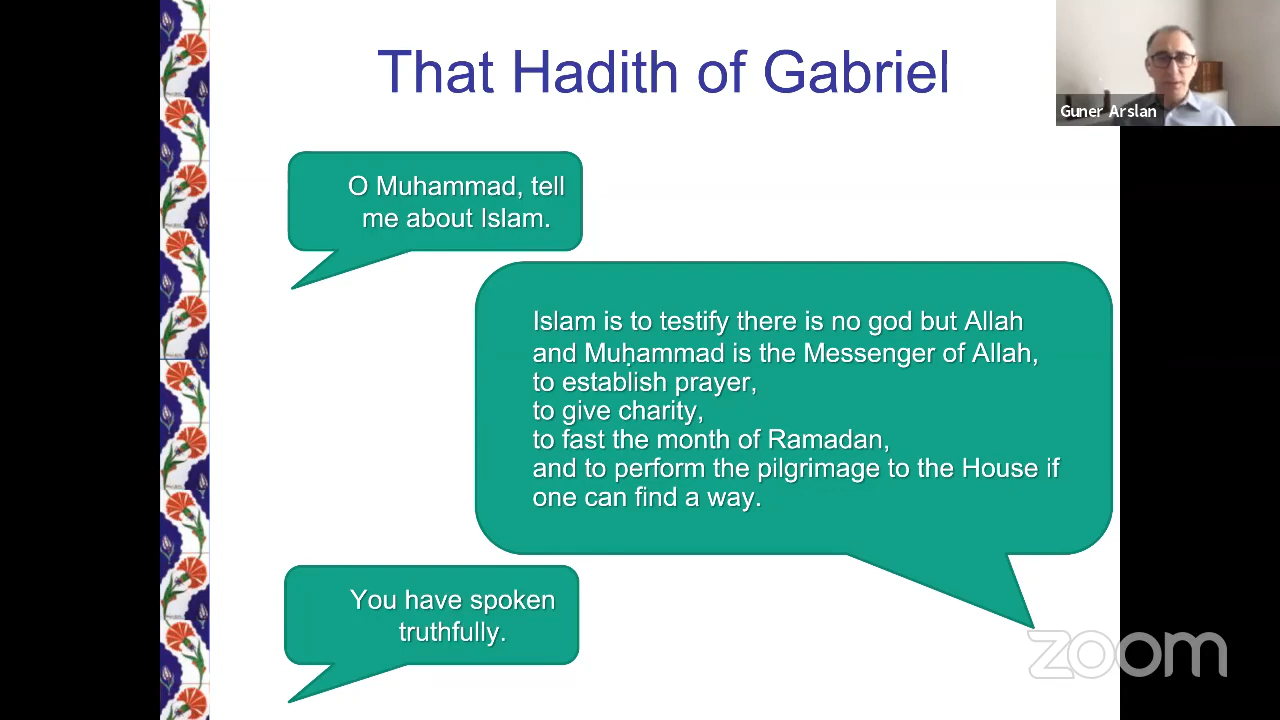 That Hadith of Gabriel
Guner Arslan
O Muhammad, tell
me about Islam.
Islam is to testify there is no god but Allah
and Muḥammad is the Messenger of Allah,
to establish prayer,
to give charity,
to fast the month of Ramadan,
and to perform the pilgrimage to the House if
one can find a way.
You have spoken
truthfully.
zoom